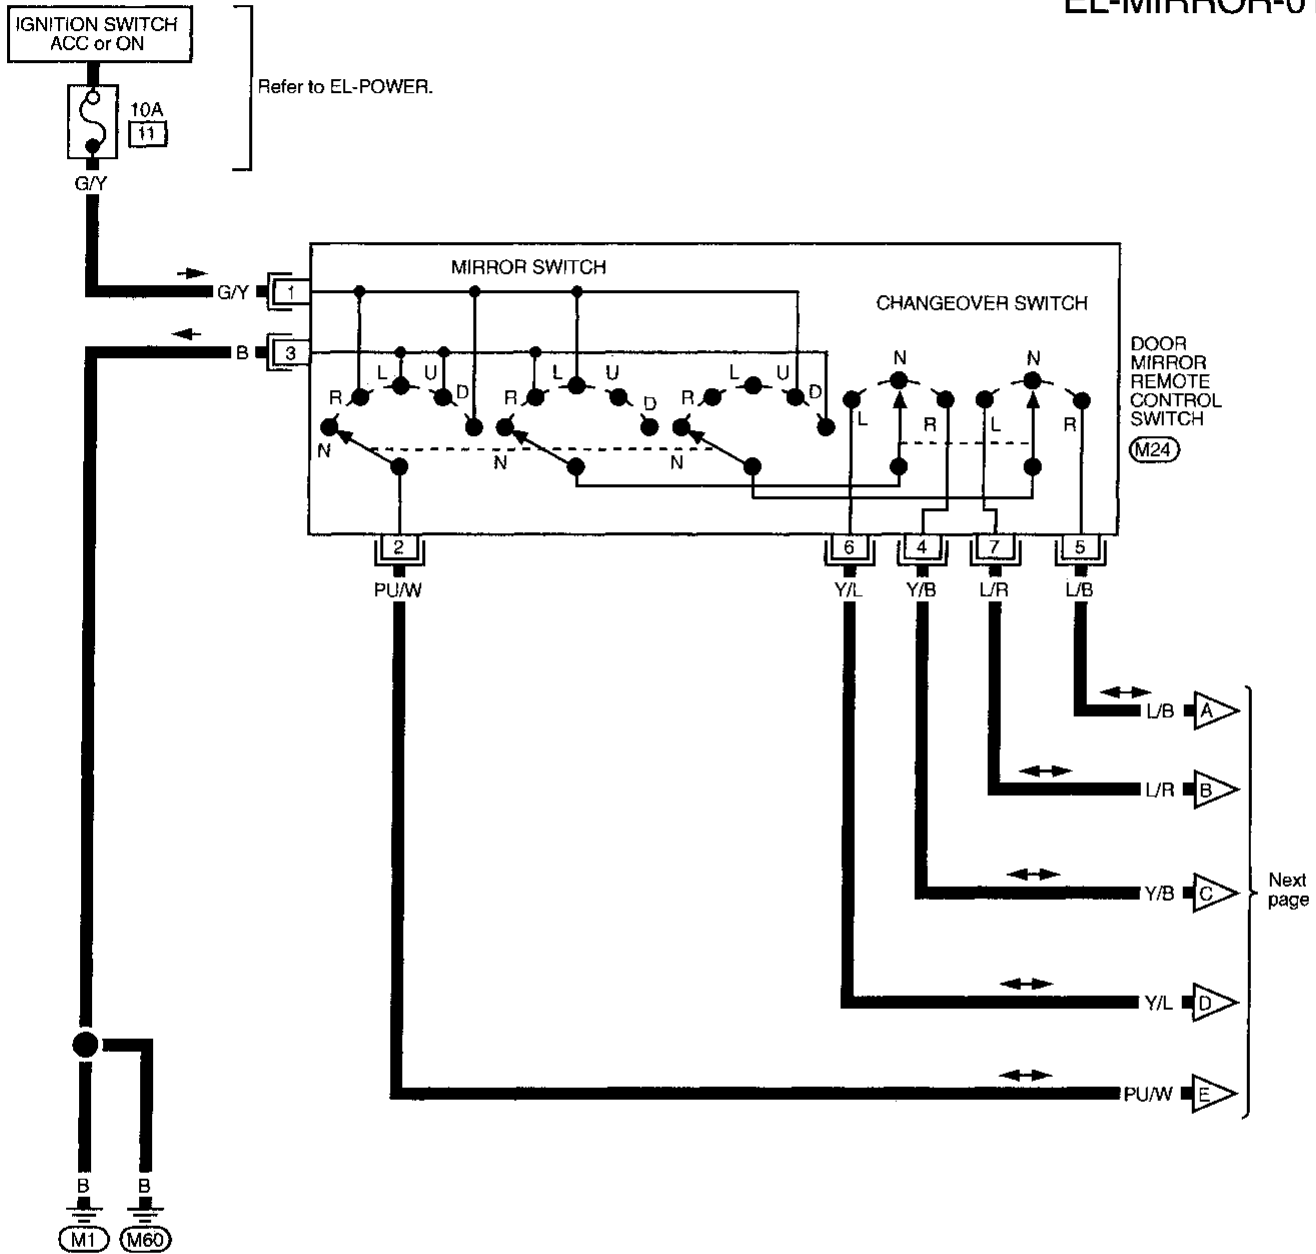 EL-MIRROR-01
IGNITION SWITCH
ACC or ON
Refer to EL-POWER.
10A
11
G/Y
MIRROR SWITCH
G/Y 1
CHANGEOVER SWITCH
B 3
DOOR
MIRROR
REMOTE
CONTROL
SWITCH
M24
R L U D N
R L U D N
R L U D N
L N R
L N R
2 6 4 7 5
PU/W Y/L Y/B L/R L/B
L/B A
L/R B
Y/B C
Next
page
Y/L D
PU/W E
B B
M1 M60